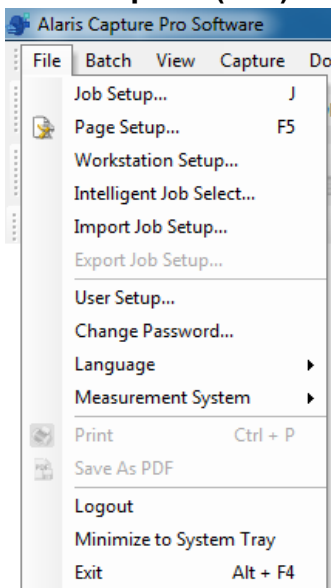 Alaris Capture Pro Software
File Batch View Capture
Job Setup... J
Page Setup... F5
Workstation Setup...
Intelligent Job Select...
Import Job Setup...
Export Job Setup...
User Setup...
Change Password...
Language
Measurement System
Print Ctrl + P
Save As PDF
Logout
Minimize to System Tray
Exit Alt + F4